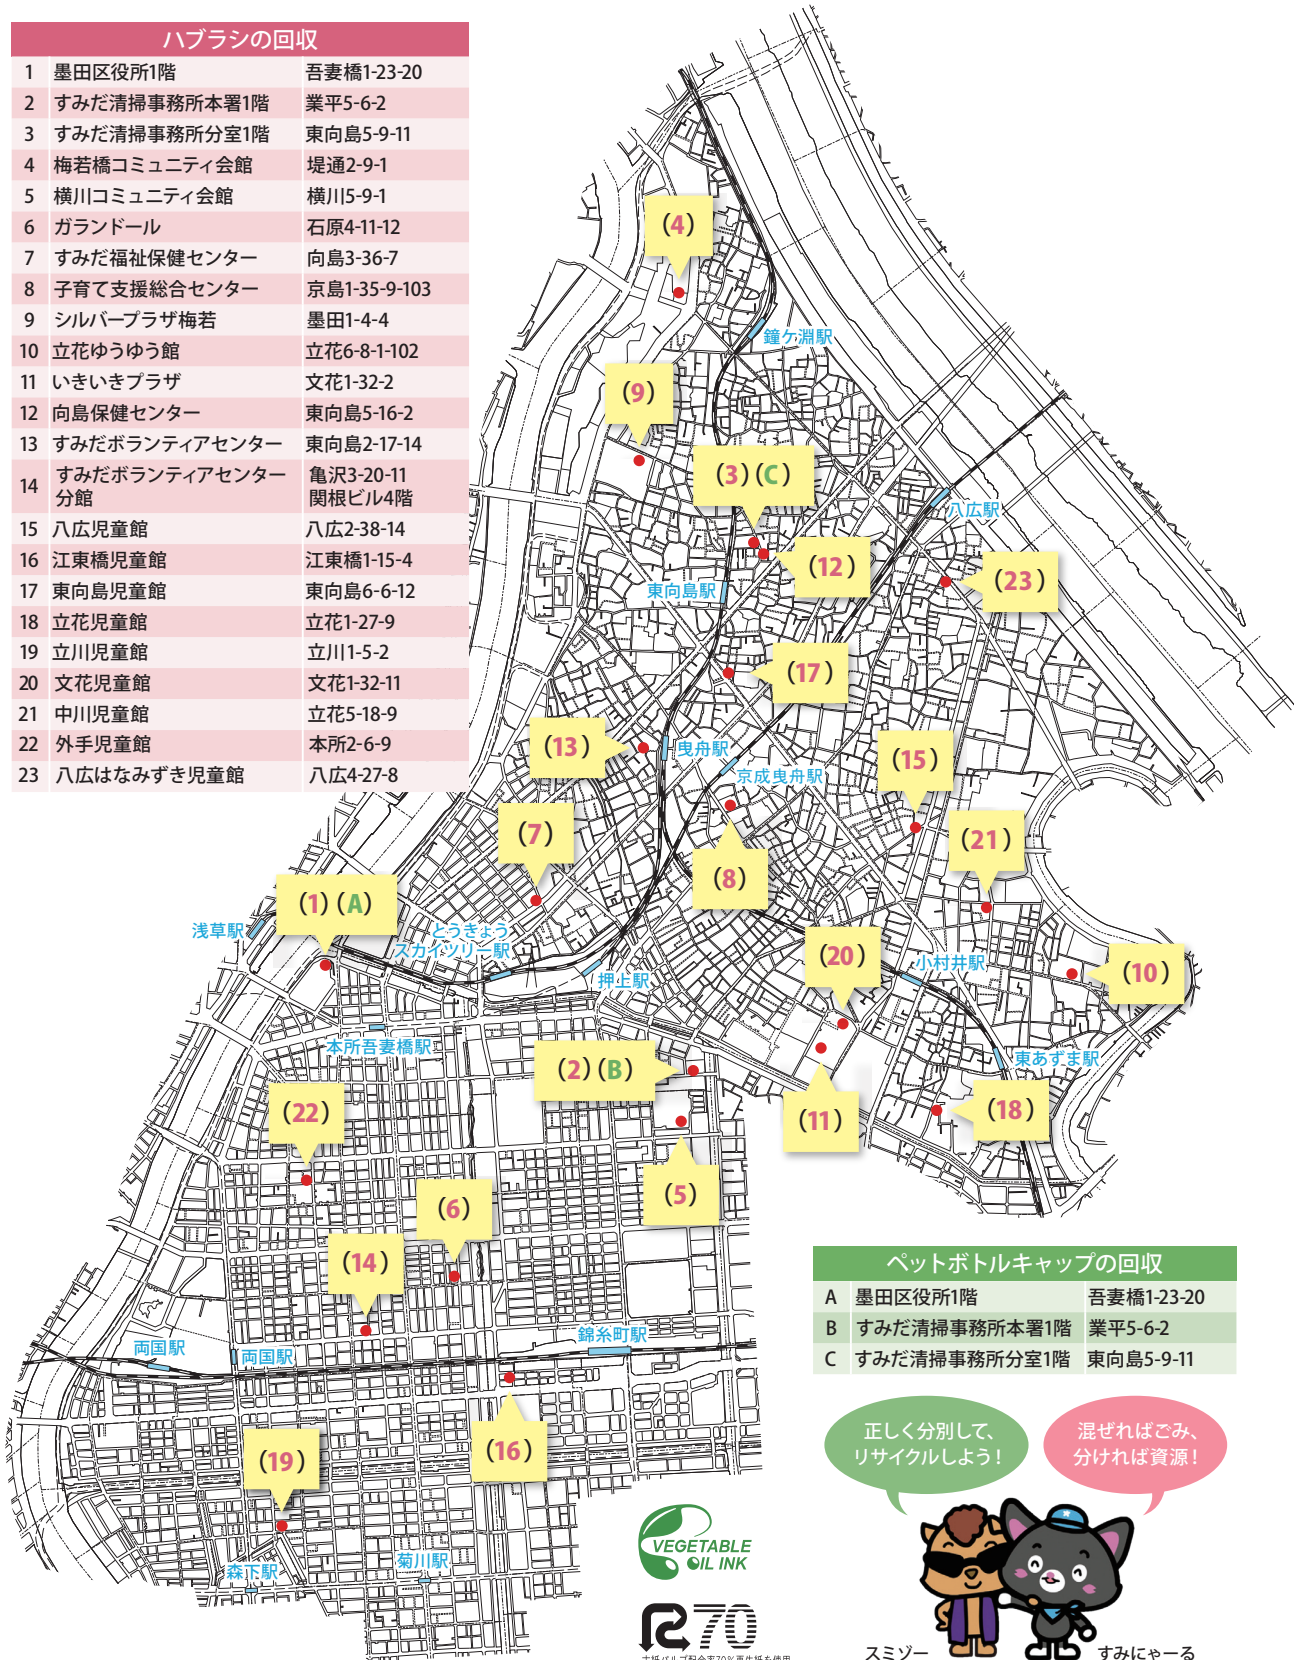 ハブラシの回収
1 墨田区役所1階 吾妻橋1-23-20
2 すみだ清掃事務所本署1階 業平5-6-2
3 すみだ清掃事務所分室1階 東向島5-9-11
4 梅若橋コミュニティ会館 堤通2-9-1
5 横川コミュニティ会館 横川5-9-1
6 ガランドール 石原4-11-12
7 すみだ福祉保健センター 向島3-36-7
8 子育て支援総合センター 京島1-35-9-103
9 シルバープラザ梅若 墨田1-4-4
10 立花ゆうゆう館 立花6-8-1-102
11 いきいきプラザ 文花1-32-2
12 向島保健センター 東向島5-16-2
13 すみだボランティアセンター 東向島2-17-14
14 すみだボランティアセンター分館 亀沢3-20-11 関根ビル4階
15 八広児童館 八広2-38-14
16 江東橋児童館 江東橋1-15-4
17 東向島児童館 東向島6-6-12
18 立花児童館 立花1-27-9
19 立川児童館 立川1-5-2
20 文花児童館 文花1-32-11
21 中川児童館 立花5-18-9
22 外手児童館 本所2-6-9
23 八広はなみずき児童館 八広4-27-8
(4)
鐘ケ淵駅
(9)
(3)(C)
八広駅
(12)
(23)
東向島駅
(17)
(13)
曳舟駅
京成曳舟駅
(15)
(7)
(21)
(8)
(1)(A)
浅草駅
とうきょう
スカイツリー駅
押上駅
(20)
小村井駅
(10)
本所吾妻橋駅
(2)(B)
東あずま駅
(22)
(11)
(18)
(5)
(6)
(14)
両国駅
両国駅
錦糸町駅
(16)
(19)
森下駅
菊川駅
ペットボトルキャップの回収
A 墨田区役所1階 吾妻橋1-23-20
B すみだ清掃事務所本署1階 業平5-6-2
C すみだ清掃事務所分室1階 東向島5-9-11
正しく分別して、
リサイクルしよう！
混ぜればごみ、
分ければ資源！
VEGETABLE
OIL INK
R70
古紙パルプ配合率70%再生紙を使用
スミゾー
すみにゃーる